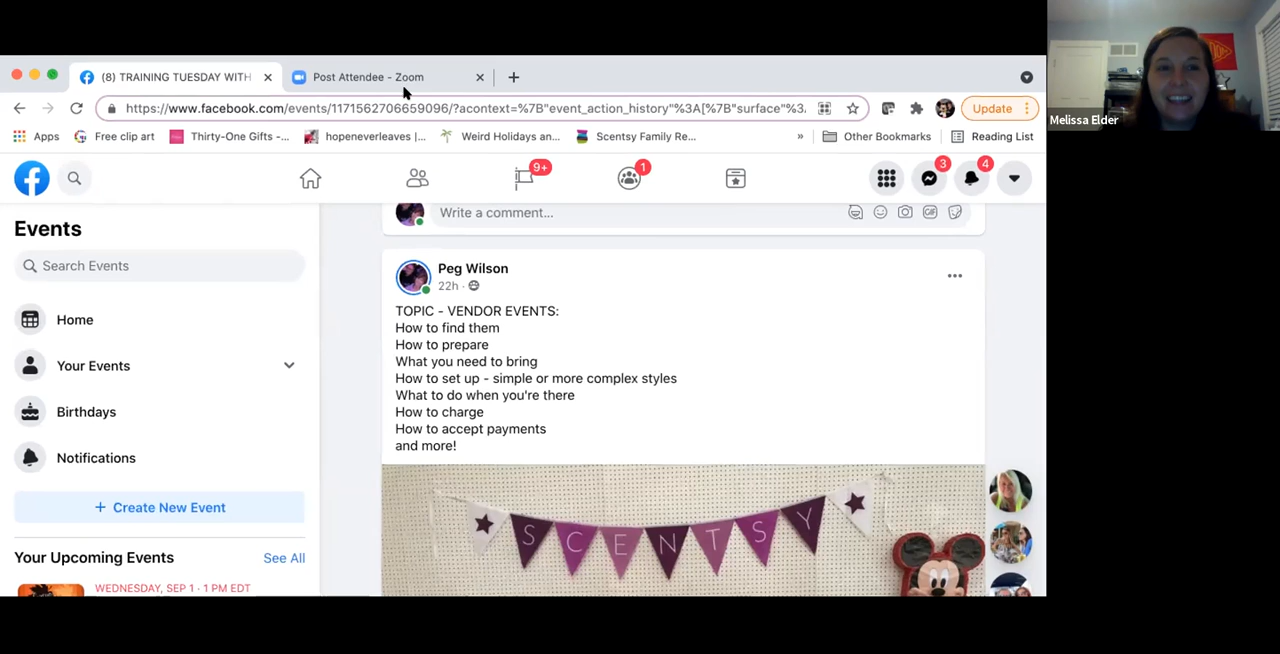 (8) TRAINING TUESDAY WITH
Post Attendee - Zoom
https://www.facebook.com/events/1171562706659096/?acontext=%7B"event_action_history"%3A[%7B"surface"%3.
Update
Apps
Free clip art
Thirty-One Gifts -...
hopeneverleaves |...
Weird Holidays an...
Scentsy Family Re...
»
Other Bookmarks
Reading List
Melissa Elder
9+
1
3
4
Write a comment...
GIF
Events
Search Events
Home
Your Events
Birthdays
Notifications
+ Create New Event
Your Upcoming Events
See All
WEDNESDAY, SEP 1 · 1 PM EDT
Peg Wilson
22h ·
TOPIC - VENDOR EVENTS:
How to find them
How to prepare
What you need to bring
How to set up - simple or more complex styles
What to do when you're there
How to charge
How to accept payments
and more!
SCENTSY